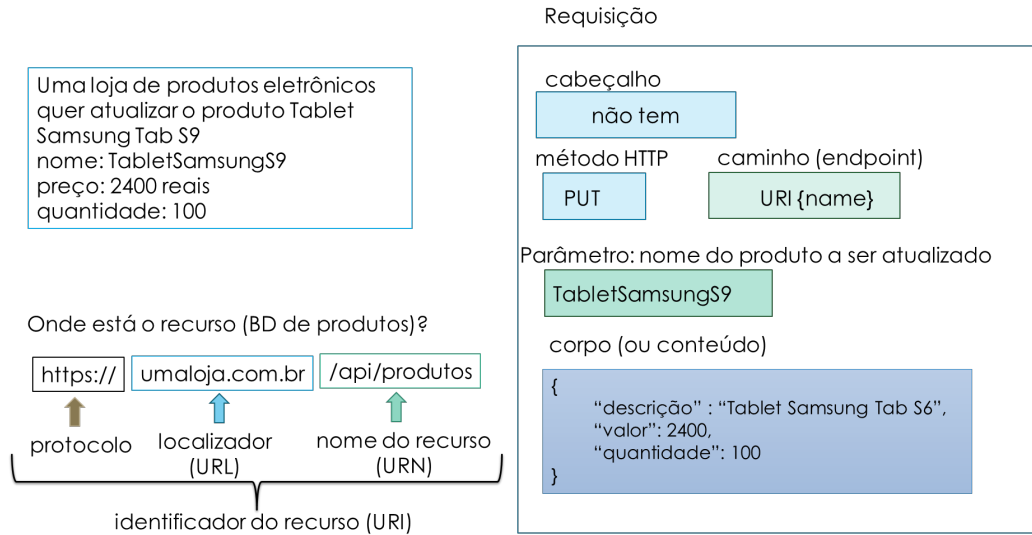 Requisição
Uma loja de produtos eletrônicos
quer atualizar o produto Tablet
Samsung Tab S9
nome: TabletSamsungS9
preço: 2400 reais
quantidade: 100
Onde está o recurso (BD de produtos)?
https://
umaloja.com.br
/api/produtos
protocolo
localizador
(URL)
nome do recurso
(URN)
identificador do recurso (URI)
cabeçalho
não tem
método HTTP
caminho (endpoint)
PUT
URI {name}
Parâmetro: nome do produto a ser atualizado
TabletSamsungS9
corpo (ou conteúdo)
{
“descrição” : “Tablet Samsung Tab S6”,
“valor”: 2400,
“quantidade”: 100
}